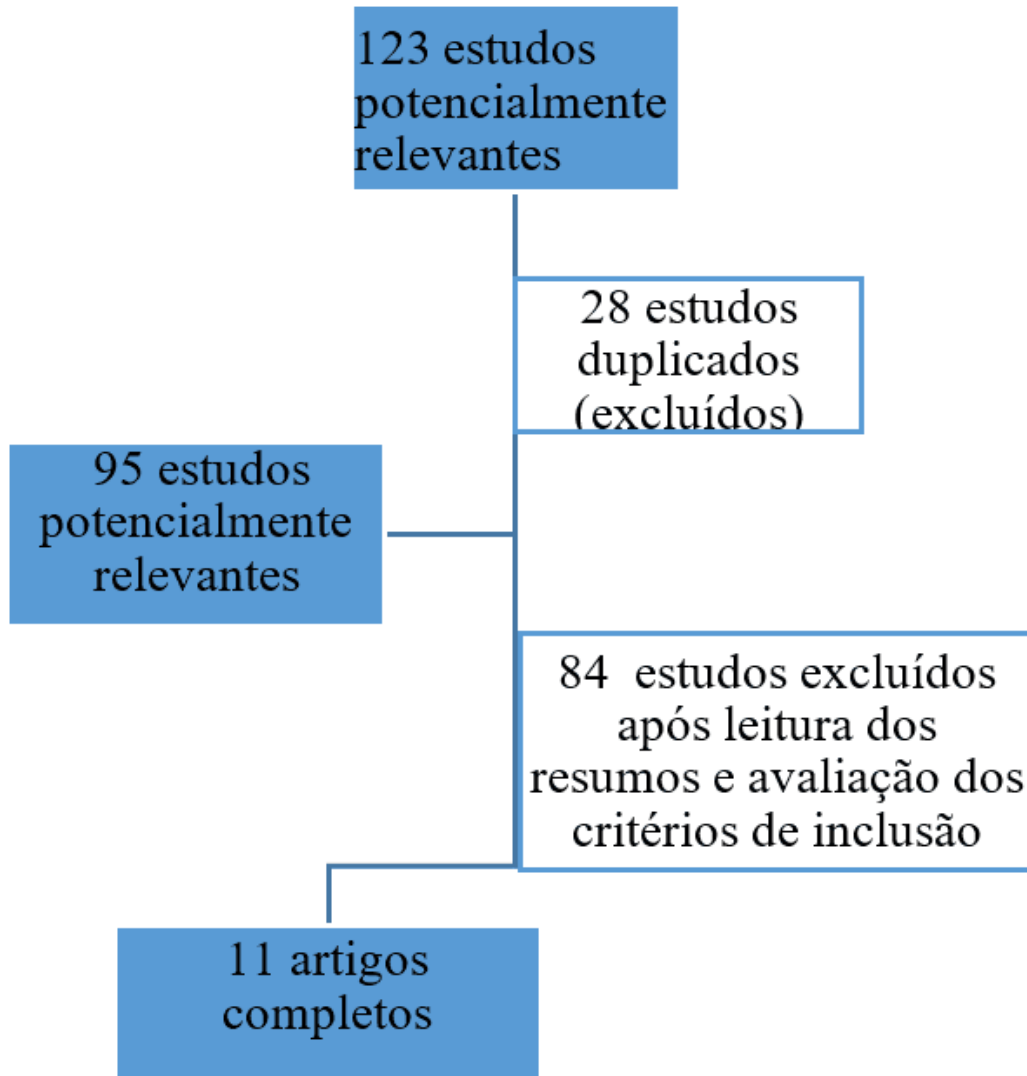 123 estudos
potencialmente
relevantes
28 estudos
duplicados
(excluídos)
95 estudos
potencialmente
relevantes
84  estudos excluídos
após leitura dos
resumos e avaliação dos
critérios de inclusão
11 artigos
completos